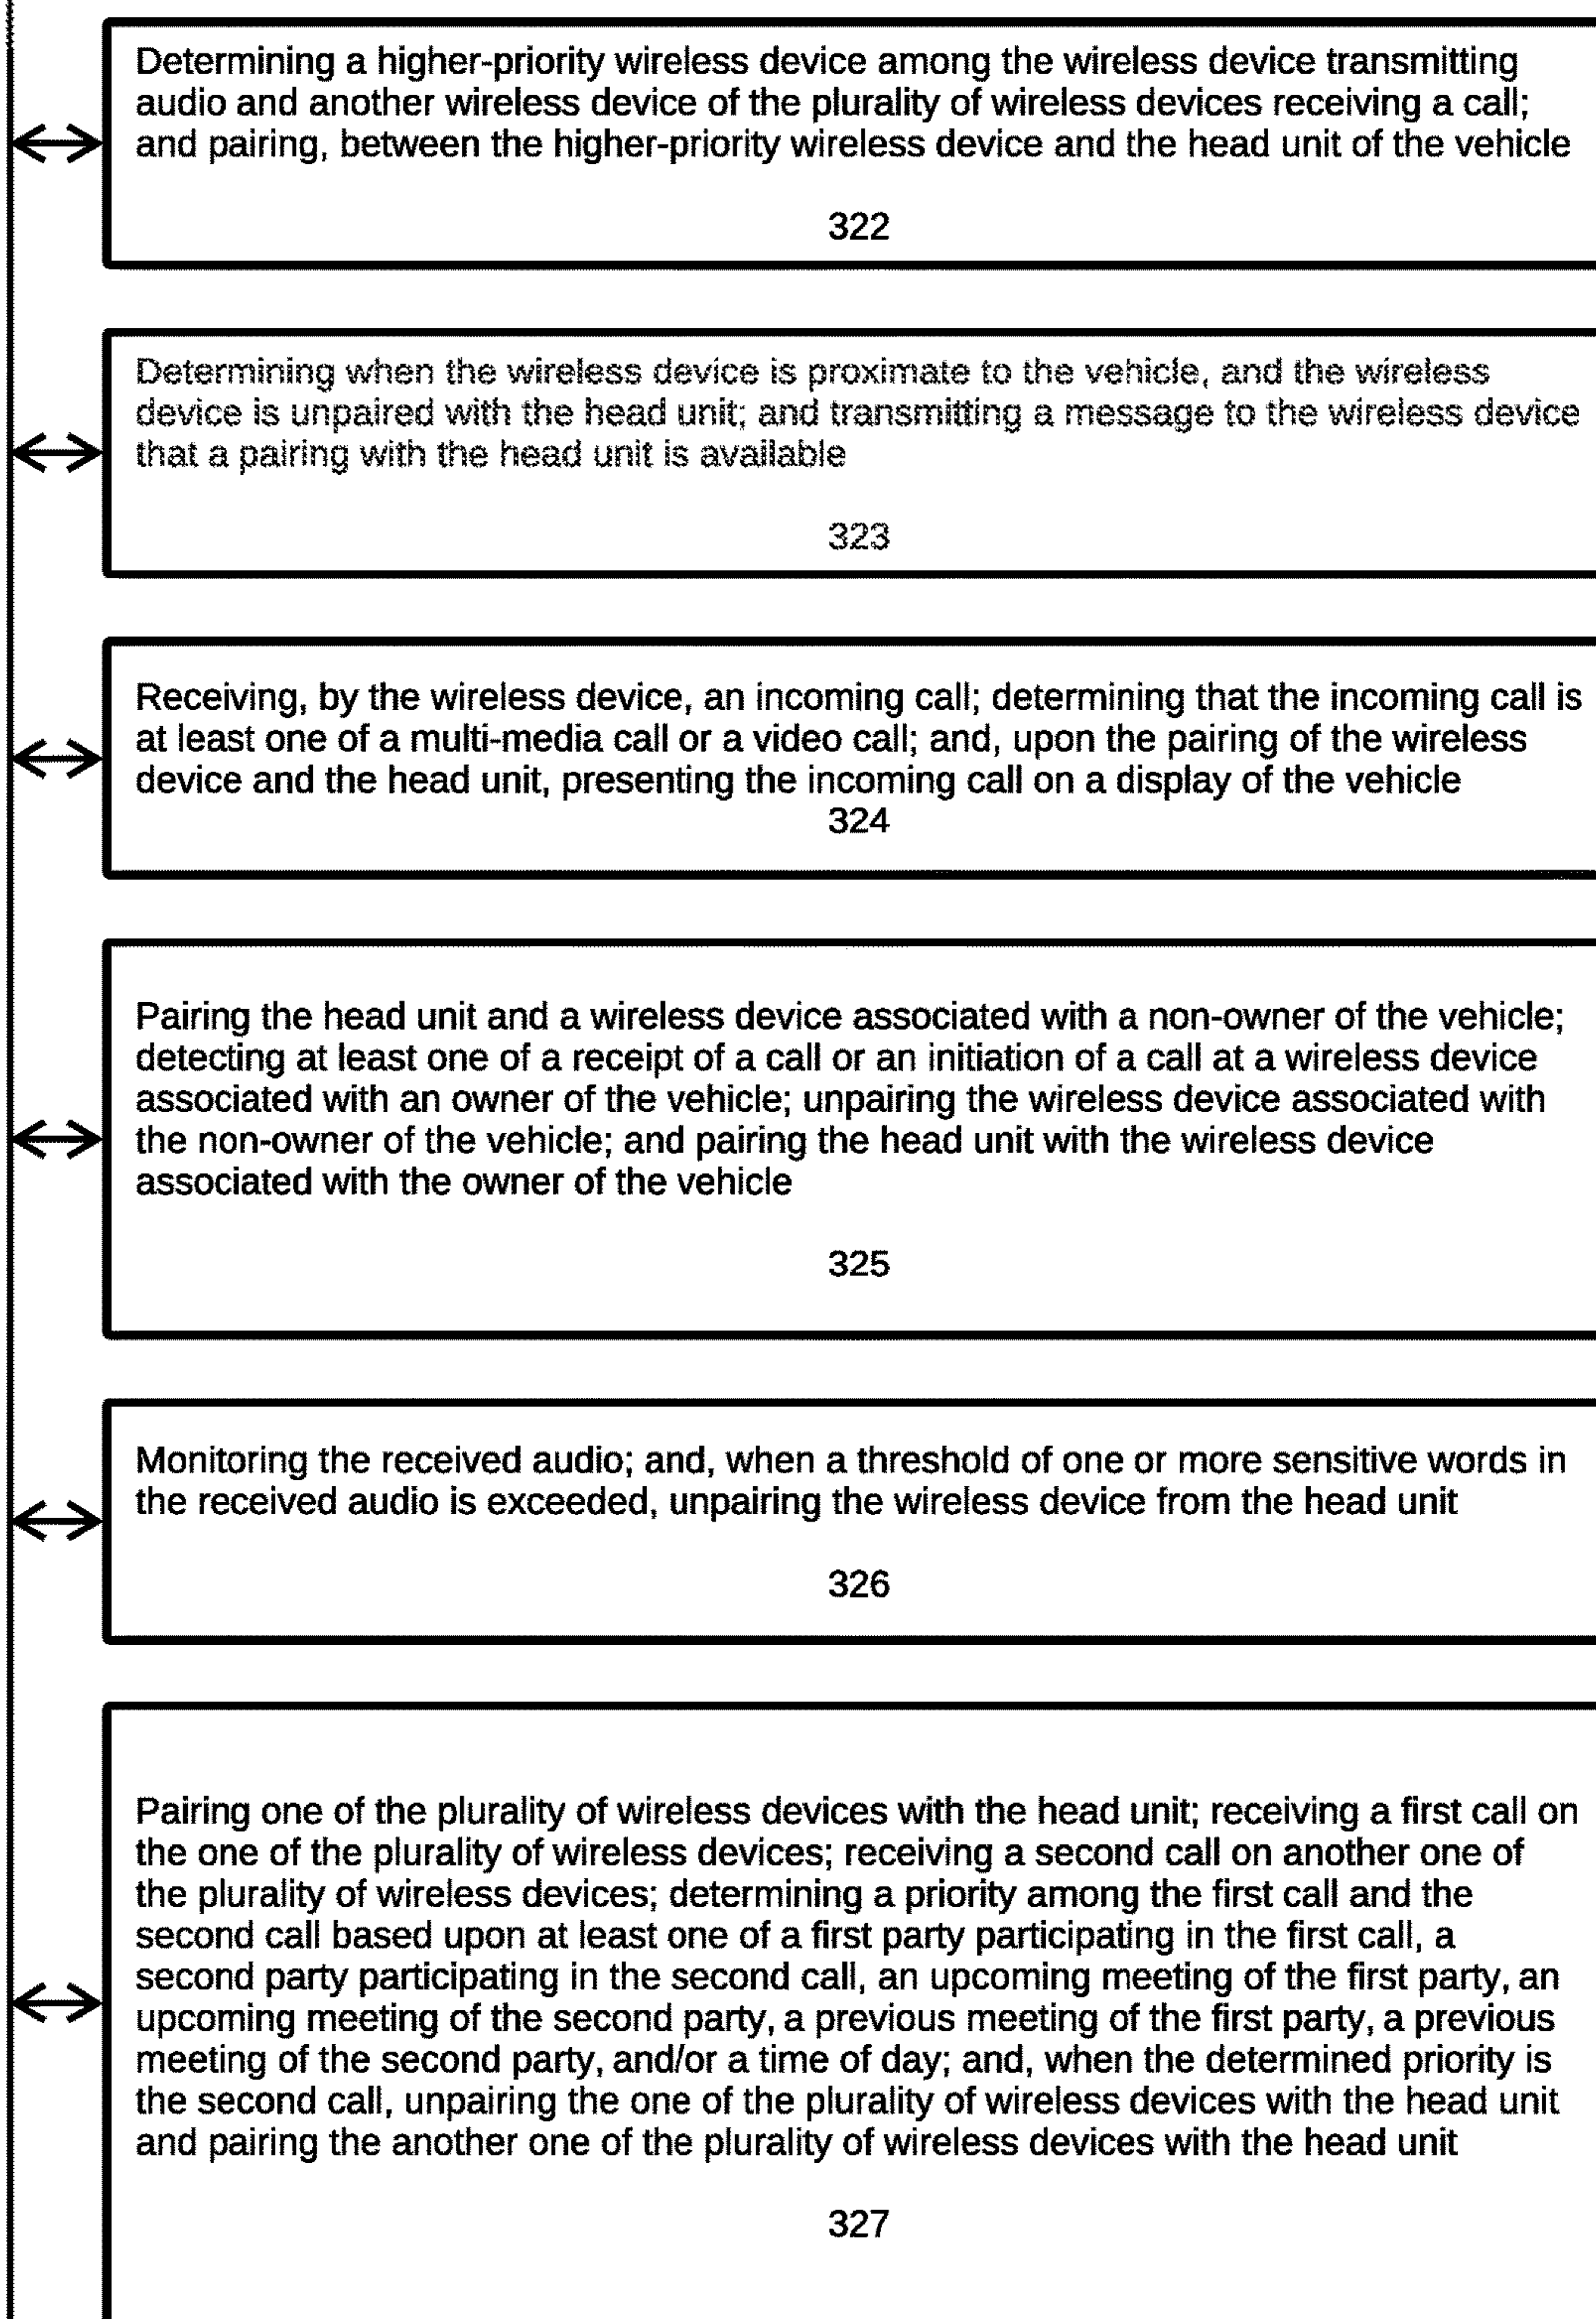 Determining a higher-priority wireless device among the wireless device transmitting
audio and another wireless device of the plurality of wireless devices receiving a call;
and pairing, between the higher-priority wireless device and the head unit of the vehicle
322
Determining when the wireless device is proximate to the vehicle, and the wireless
device is unpaired with the head unit; and transmitting a message to the wireless device
that a pairing with the head unit is available
323
Receiving, by the wireless device, an incoming call; determining that the incoming call is
at least one of a multi-media call or a video call; and, upon the pairing of the wireless
device and the head unit, presenting the incoming call on a display of the vehicle
324
Pairing the head unit and a wireless device associated with a non-owner of the vehicle;
detecting at least one of a receipt of a call or an initiation of a call at a wireless device
associated with an owner of the vehicle; unpairing the wireless device associated with
the non-owner of the vehicle; and pairing the head unit with the wireless device
associated with the owner of the vehicle
325
Monitoring the received audio; and, when a threshold of one or more sensitive words in
the received audio is exceeded, unpairing the wireless device from the head unit
326
Pairing one of the plurality of wireless devices with the head unit; receiving a first call on
the one of the plurality of wireless devices; receiving a second call on another one of
the plurality of wireless devices; determining a priority among the first call and the
second call based upon at least one of a first party participating in the first call, a
second party participating in the second call, an upcoming meeting of the first party, an
upcoming meeting of the second party, a previous meeting of the first party, a previous
meeting of the second party, and/or a time of day; and, when the determined priority is
the second call, unpairing the one of the plurality of wireless devices with the head unit
and pairing the another one of the plurality of wireless devices with the head unit
327